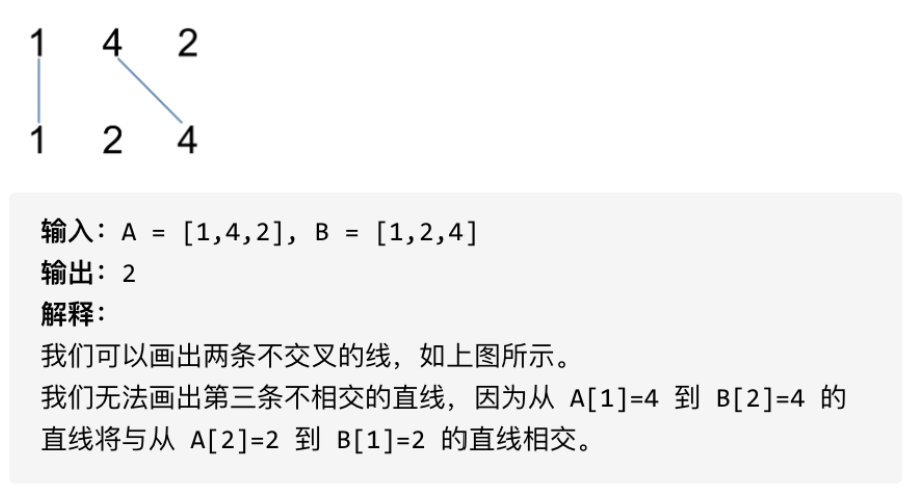 1 4 2
1 2 4
输入：A = [1,4,2], B = [1,2,4]
输出：2
解释：
我们可以画出两条不交叉的线，如上图所示。
我们无法画出第三条不相交的直线，因为从 A[1]=4 到 B[2]=4 的
直线将与从 A[2]=2 到 B[1]=2 的直线相交。